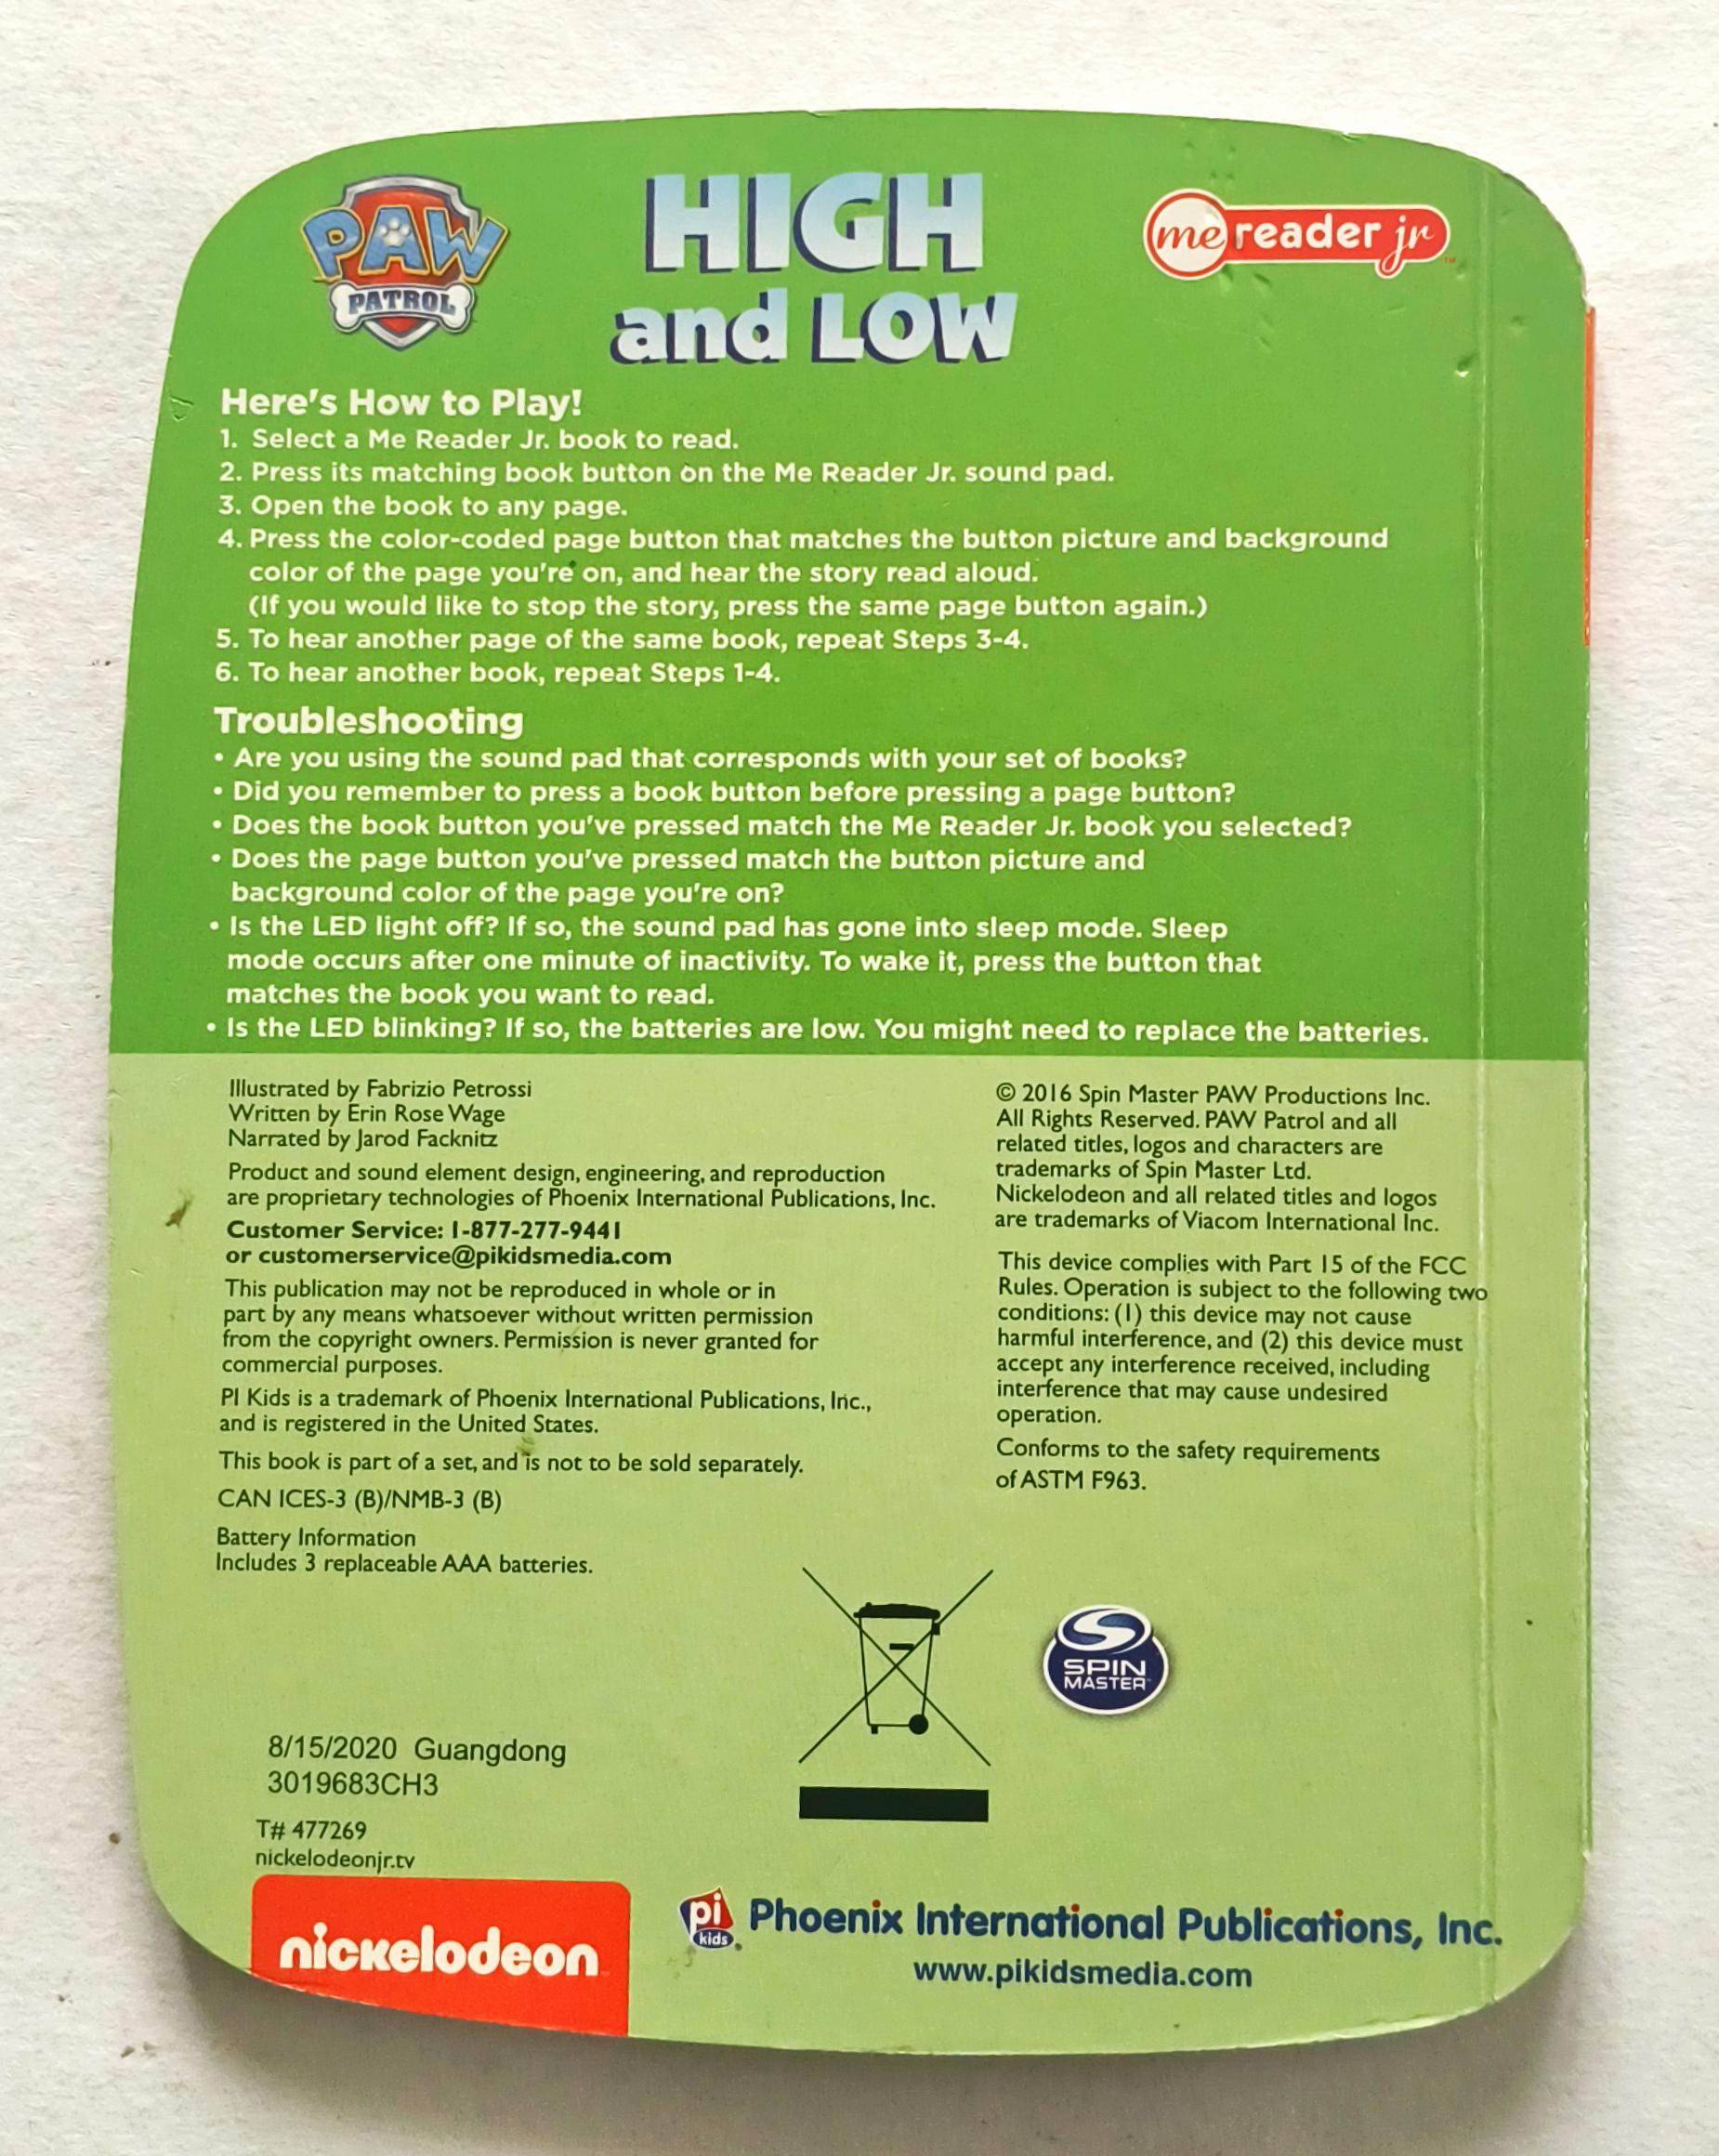 PAW
PATROL
HIGH
and LOW
me reader jr™
Here's How to Play!
1. Select a Me Reader Jr. book to read.
2. Press its matching book button on the Me Reader Jr. sound pad.
3. Open the book to any page.
4. Press the color-coded page button that matches the button picture and background
color of the page you're on, and hear the story read aloud.
(If you would like to stop the story, press the same page button again.)
5. To hear another page of the same book, repeat Steps 3-4.
6. To hear another book, repeat Steps 1-4.
Troubleshooting
• Are you using the sound pad that corresponds with your set of books?
• Did you remember to press a book button before pressing a page button?
• Does the book button you've pressed match the Me Reader Jr. book you selected?
• Does the page button you've pressed match the button picture and
background color of the page you're on?
• Is the LED light off? If so, the sound pad has gone into sleep mode. Sleep
mode occurs after one minute of inactivity. To wake it, press the button that
matches the book you want to read.
• Is the LED blinking? If so, the batteries are low. You might need to replace the batteries.
Illustrated by Fabrizio Petrossi
Written by Erin Rose Wage
Narrated by Jarod Facknitz
Product and sound element design, engineering, and reproduction
are proprietary technologies of Phoenix International Publications, Inc.
Customer Service: 1-877-277-9441
or customerservice@pikidsmedia.com
This publication may not be reproduced in whole or in
part by any means whatsoever without written permission
from the copyright owners. Permission is never granted for
commercial purposes.
PI Kids is a trademark of Phoenix International Publications, Inc.,
and is registered in the United States.
This book is part of a set, and is not to be sold separately.
CAN ICES-3 (B)/NMB-3 (B)
Battery Information
Includes 3 replaceable AAA batteries.
© 2016 Spin Master PAW Productions Inc.
All Rights Reserved. PAW Patrol and all
related titles, logos and characters are
trademarks of Spin Master Ltd.
Nickelodeon and all related titles and logos
are trademarks of Viacom International Inc.
This device complies with Part 15 of the FCC
Rules. Operation is subject to the following two
conditions: (1) this device may not cause
harmful interference, and (2) this device must
accept any interference received, including
interference that may cause undesired
operation.
Conforms to the safety requirements
of ASTM F963.
SPIN
MASTER
8/15/2020 Guangdong
3019683CH3
T# 477269
nickelodeonjr.tv
nickelodeon
pi
kids
Phoenix International Publications, Inc.
www.pikidsmedia.com